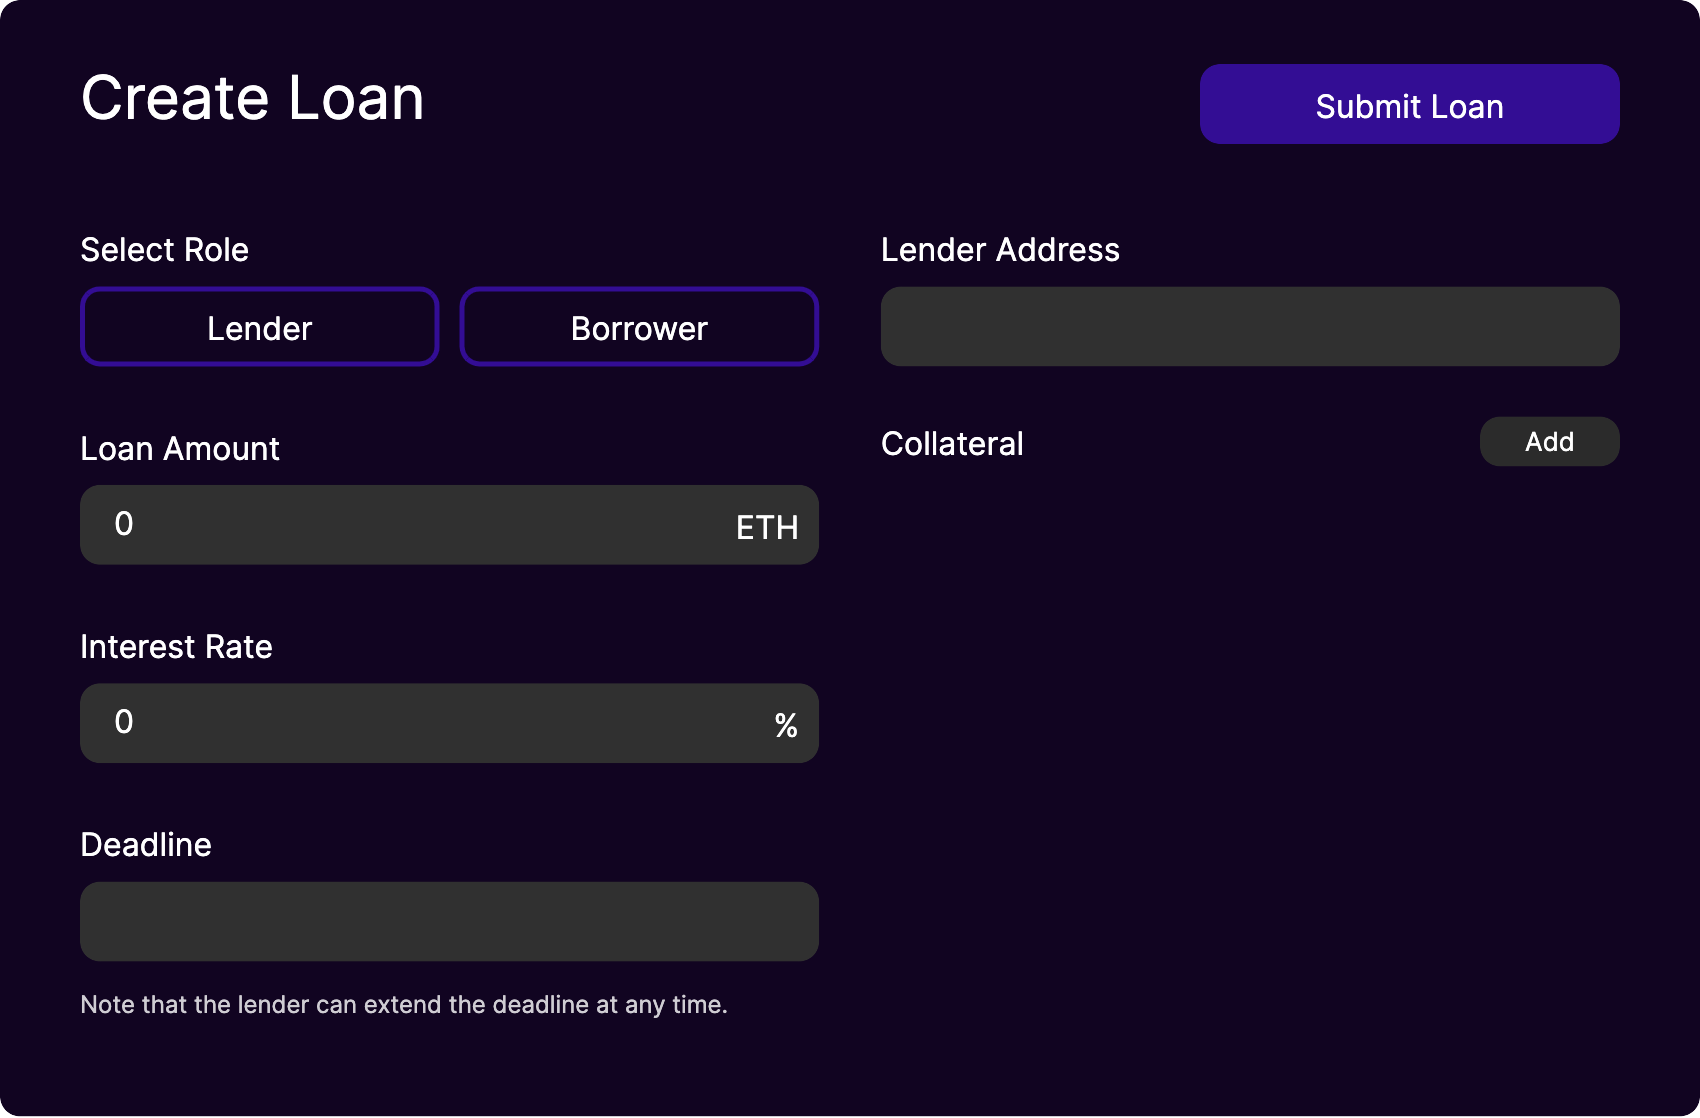 Create Loan
Submit Loan
Select Role
Lender
Borrower
Loan Amount
0
ETH
Interest Rate
0
%
Deadline
Note that the lender can extend the deadline at any time.
Lender Address
Collateral
Add